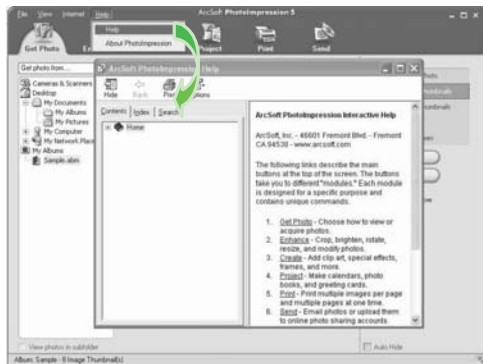 File View Internet Help
ArcSoft PhotoImpression 5
Help
About PhotoImpression
Get Photo
Project
Print
Send
Get photo from...
Cameras & Scanners
Desktop
My Documents
My Albums
My Pictures
My Computer
My Network Place
My Albums
Sample.abm
ArcSoft PhotoImpression Help
Hide
Back
Print
Options
Contents Index Search
Home
ArcSoft PhotoImpression Interactive Help
ArcSoft, Inc. - 46601 Fremont Blvd. - Fremont
CA 94538 - www.arcsoft.com
The following links describe the main
buttons at the top of the screen. The buttons
take you to different "modules." Each module
is designed for a specific purpose and
contains unique commands.
1. Get Photo - Choose how to view or
acquire photos.
2. Enhance - Crop, brighten, rotate,
resize, and modify photos.
3. Create - Add clip art, special effects,
frames, and more.
4. Project - Make calendars, photo
books, and greeting cards.
5. Print - Print multiple images per page
and multiple pages at one time.
6. Send - Email photos or upload them
to online photo sharing accounts.
View photos in subfolder
Auto Hide
Album: Sample - 8 Image Thumbnail(s)